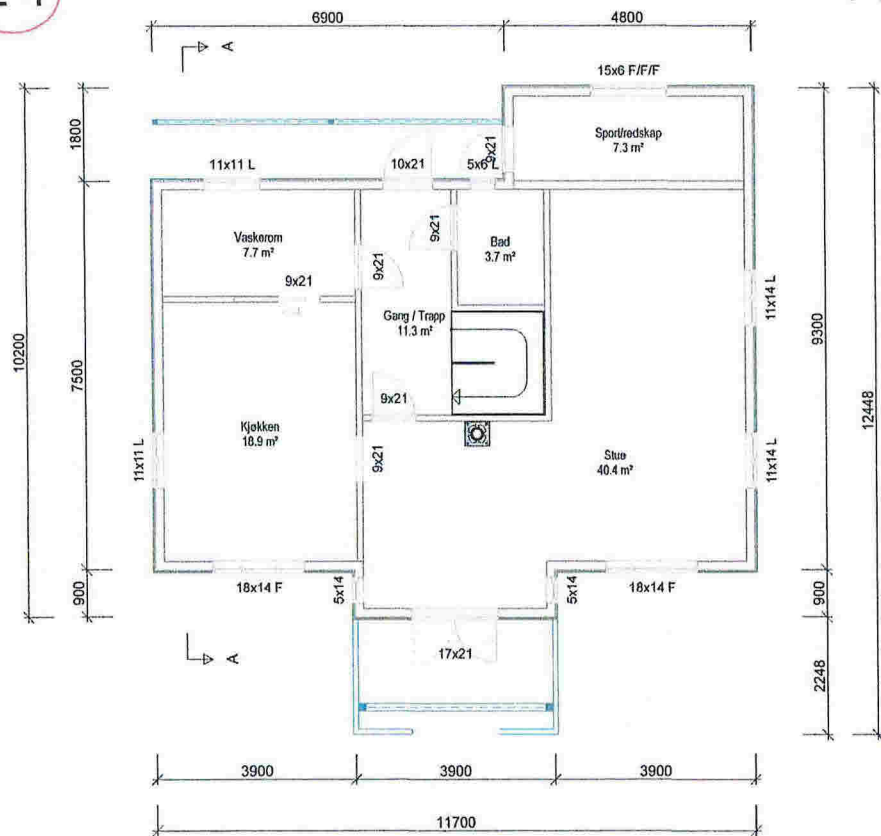 6900
4800
A
15x6 F/F/F
1800
Sport/redskap
7.3 m²
9x21
11x11 L
10x21
5x6 L
Vaskerom
7.7 m²
9x21
9x21
9x21
Bad
3.7 m²
11x14 L
Gang / Trapp
11.3 m²
10200
7500
9300
12448
9x21
Kjøkken
18.9 m²
11x11 L
9x21
Stue
40.4 m²
11x14 L
900
18x14 F
5x14
5x14
18x14 F
900
A
17x21
2248
3900
3900
3900
11700